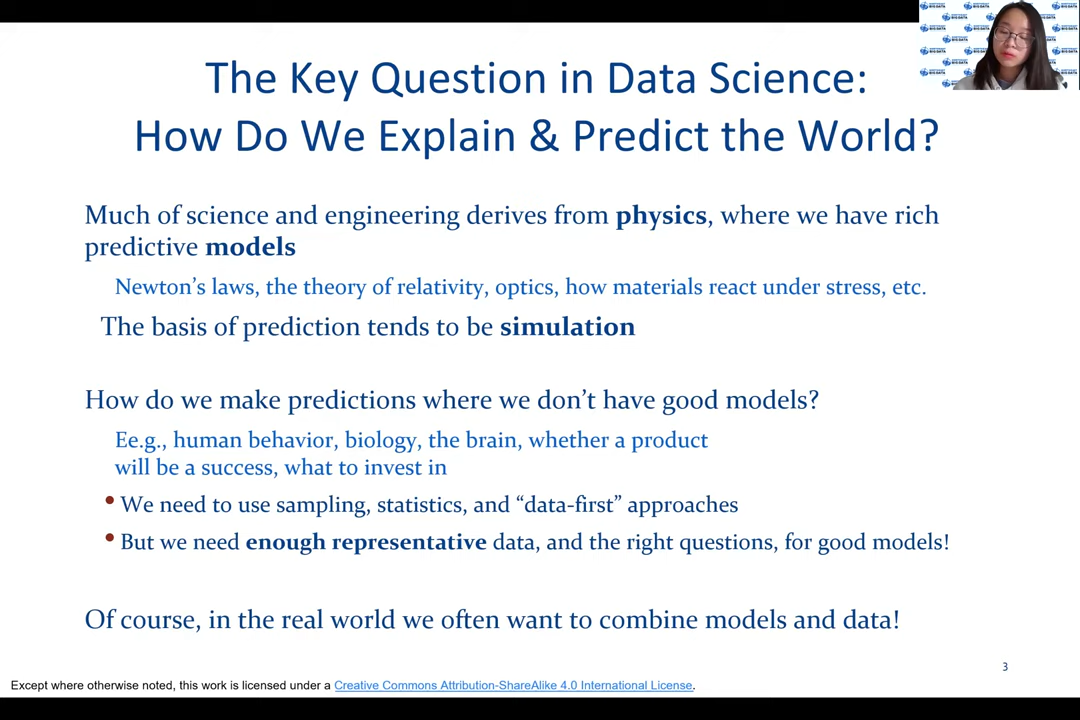 The Key Question in Data Science:
How Do We Explain & Predict the World?
Much of science and engineering derives from physics, where we have rich
predictive models
Newton's laws, the theory of relativity, optics, how materials react under stress, etc.
The basis of prediction tends to be simulation
How do we make predictions where we don't have good models?
Ee.g., human behavior, biology, the brain, whether a product
will be a success, what to invest in
• We need to use sampling, statistics, and “data-first” approaches
• But we need enough representative data, and the right questions, for good models!
Of course, in the real world we often want to combine models and data!
3
Except where otherwise noted, this work is licensed under a Creative Commons Attribution-ShareAlike 4.0 International License.